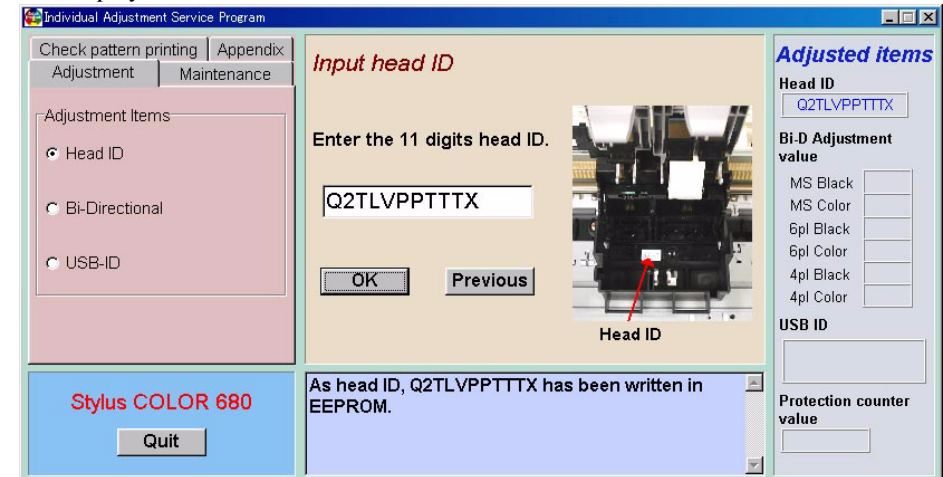 Individual Adjustment Service Program
Check pattern printing
Appendix
Adjustment
Maintenance
Adjustment Items
Head ID
Bi-Directional
USB-ID
Stylus COLOR 680
Quit
Input head ID
Enter the 11 digits head ID.
Q2TLVPPTTTX
OK
Previous
Head ID
As head ID, Q2TLVPPTTTX has been written in
EEPROM.
Adjusted items
Head ID
Q2TLVPPTTTX
Bi-D Adjustment
value
MS Black
MS Color
6pl Black
6pl Color
4pl Black
4pl Color
USB ID
Protection counter
value